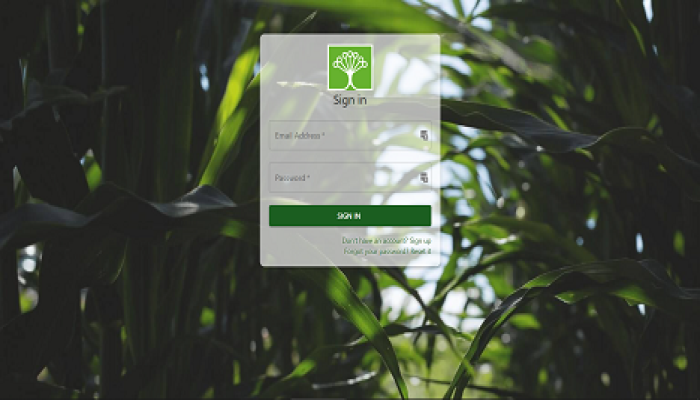 Sign in
Email Address *
Password *
SIGN IN
Don't have an account? Sign up
Forgot your password? Reset it